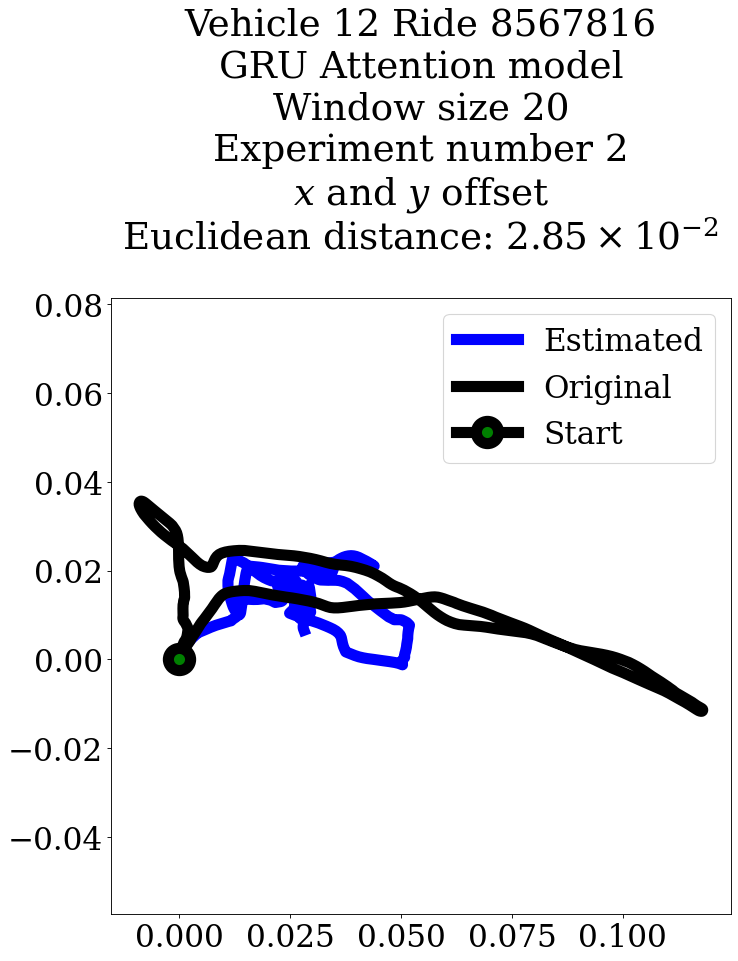 Vehicle 12 Ride 8567816
GRU Attention model
Window size 20
Experiment number 2
x and y offset
Euclidean distance: 2.85 × 10⁻²
0.08
0.06
0.04
0.02
0.00
−0.02
−0.04
Estimated
Original
Start
0.000 0.025 0.050 0.075 0.100